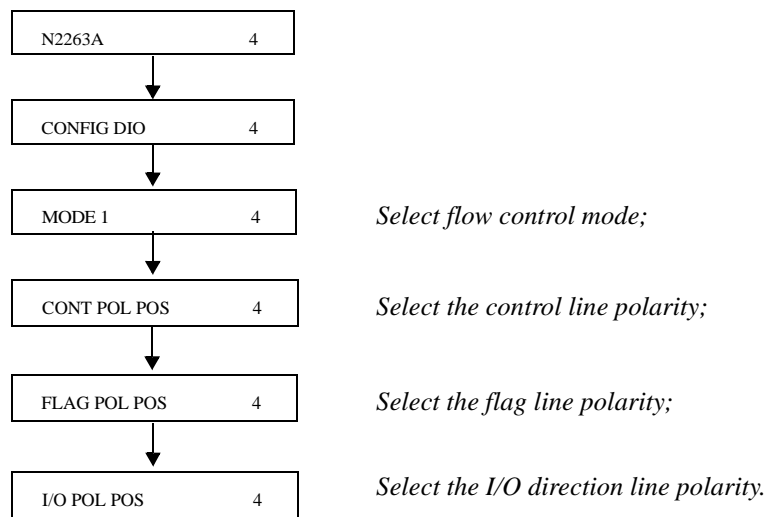 N2263A 4
CONFIG DIO 4
MODE 1 4 Select flow control mode;
CONT POL POS 4 Select the control line polarity;
FLAG POL POS 4 Select the flag line polarity;
I/O POL POS 4 Select the I/O direction line polarity.